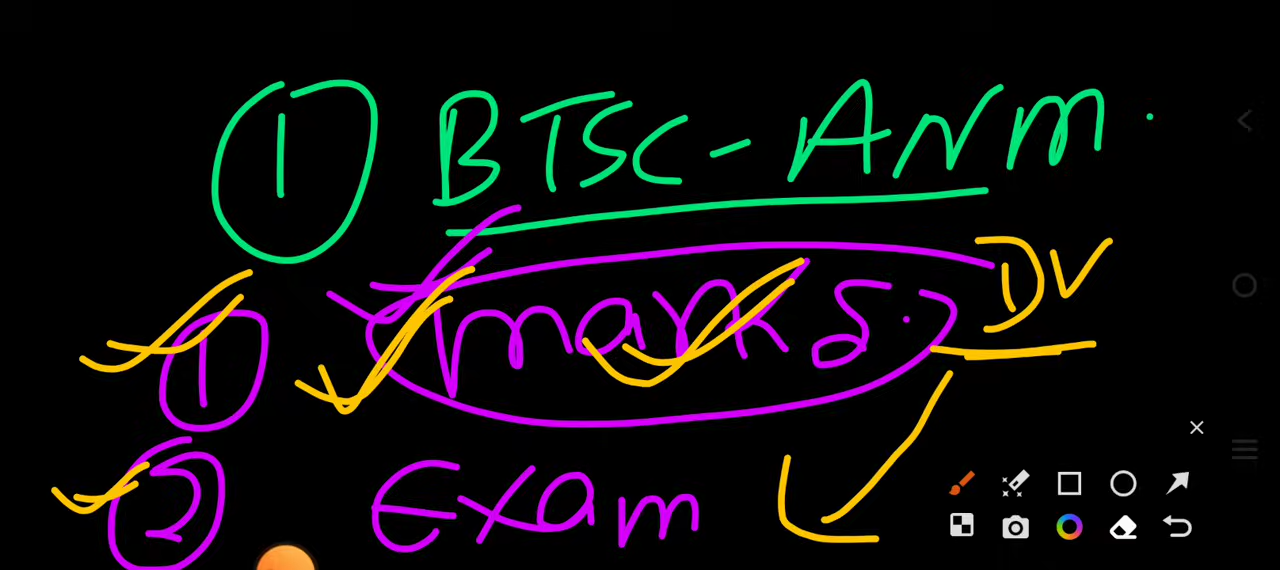 ① BTSC-ANM.
① marks. DV
② Exam